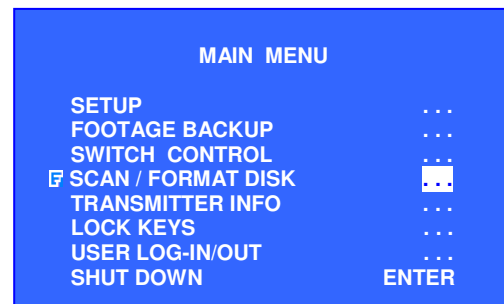 MAIN MENU
SETUP ...
FOOTAGE BACKUP ...
SWITCH CONTROL ...
SCAN / FORMAT DISK ...
TRANSMITTER INFO ...
LOCK KEYS ...
USER LOG-IN/OUT ...
SHUT DOWN ENTER